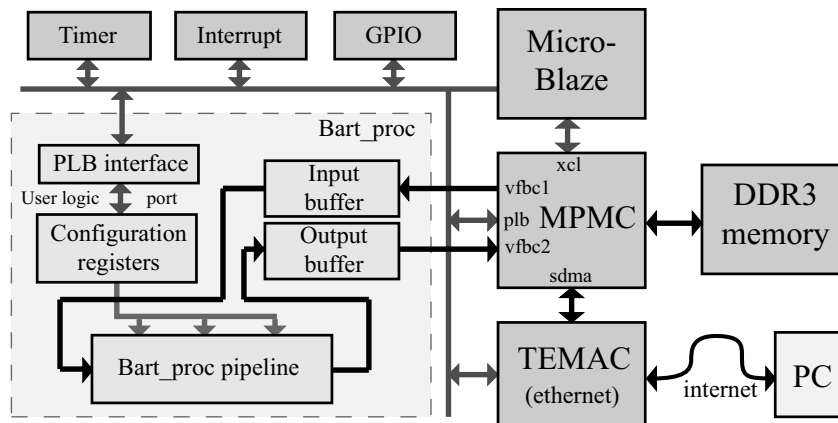 Timer
Interrupt
GPIO
Micro-
Blaze
Bart_proc
PLB interface
User logic port
Configuration
registers
Input
buffer
Output
buffer
Bart_proc pipeline
xcl
vfbc1
plb
MPMC
vfbc2
sdma
DDR3
memory
TEMAC
(ethernet)
internet
PC